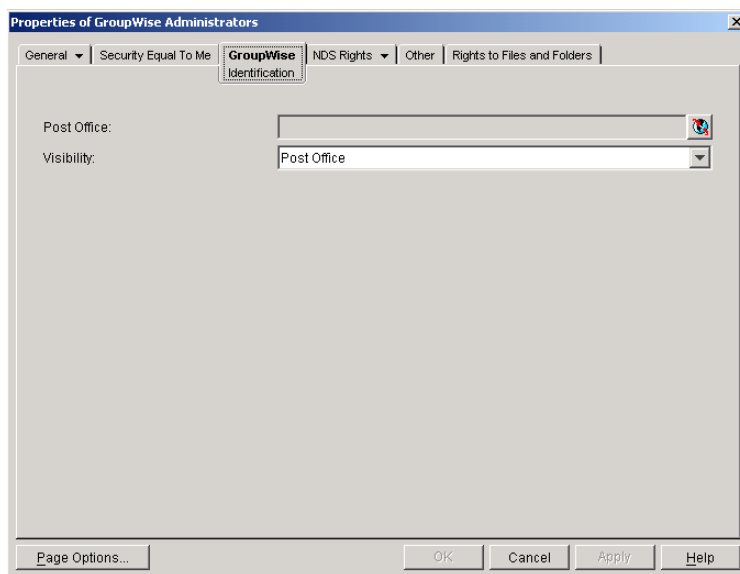 Properties of GroupWise Administrators
General Security Equal To Me GroupWise NDS Rights Other Rights to Files and Folders
Identification
Post Office:
Visibility: Post Office
Page Options... OK Cancel Apply Help